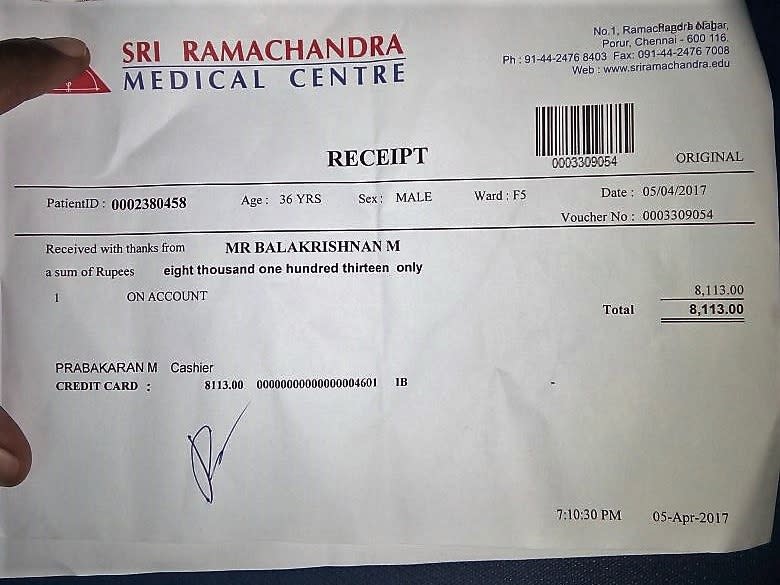 SRI RAMACHANDRA
MEDICAL CENTRE
No.1, Ramachandra Nagar,
Porur, Chennai - 600 116.
Ph : 91-44-2476 8403 Fax: 091-44-2476 7008
Web : www.sriramachandra.edu
RECEIPT
0003309054
ORIGINAL
PatientID : 0002380458 Age : 36 YRS Sex : MALE Ward : F5 Date : 05/04/2017
Voucher No : 0003309054
Received with thanks from MR BALAKRISHNAN M
a sum of Rupees eight thousand one hundred thirteen only
1 ON ACCOUNT 8,113.00
Total 8,113.00
PRABAKARAN M Cashier
CREDIT CARD : 8113.00 00000000000000004601 IB -
7:10:30 PM 05-Apr-2017